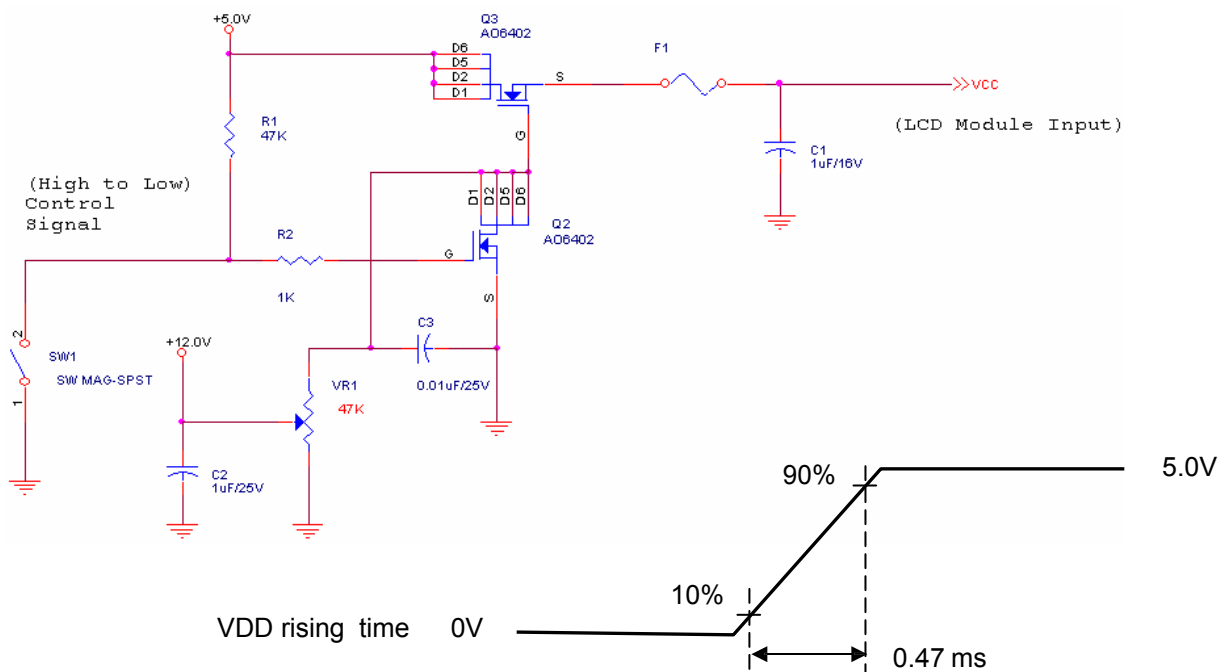 +5.0V
Q3
AO6402
F1
D6
D5
D2
D1
S
G
>>VCC
(LCD Module Input)
R1
47K
C1
1uF/16V
(High to Low)
Control
Signal
D1
D2
D5
D6
Q2
AO6402
R2
G
1K
S
C3
0.01uF/25V
2
SW1
SW MAG-SPST
1
+12.0V
VR1
47K
C2
1uF/25V
90%
5.0V
10%
VDD rising time 0V
0.47 ms